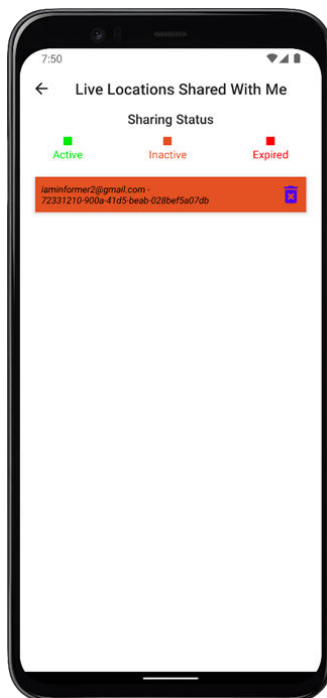 7:50
Live Locations Shared With Me
Sharing Status
Active Inactive Expired
iaminformer2@gmail.com -
72331210-900a-41d5-beab-028bef5a07db